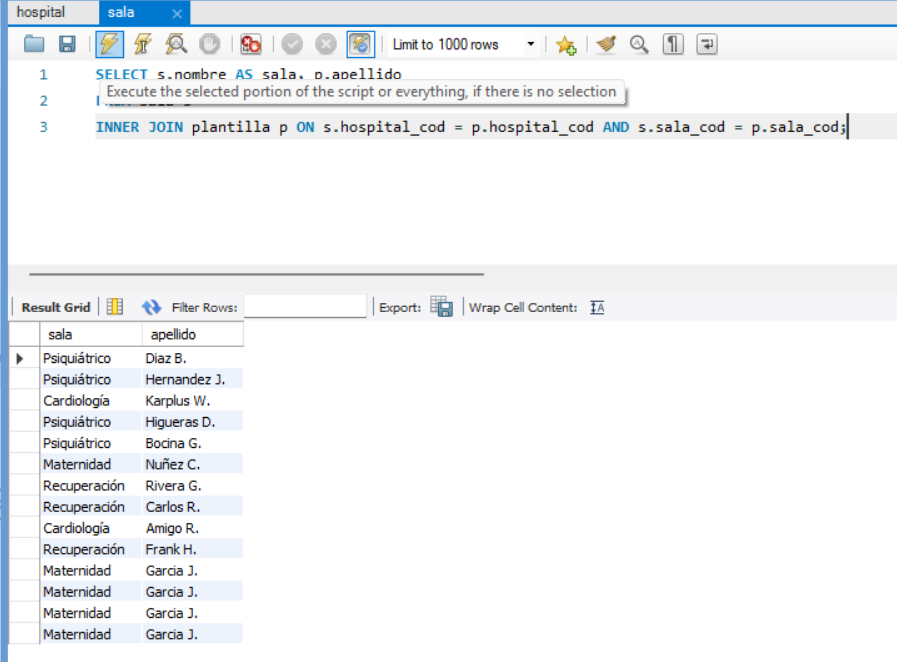 hospital sala
Limit to 1000 rows
1 SELECT s.nombre AS sala, p.apellido
Execute the selected portion of the script or everything, if there is no selection
2
3 INNER JOIN plantilla p ON s.hospital_cod = p.hospital_cod AND s.sala_cod = p.sala_cod;
Result Grid Filter Rows: Export: Wrap Cell Content:
sala apellido
Psiquiátrico Diaz B.
Psiquiátrico Hernandez J.
Cardiología Karplus W.
Psiquiátrico Higueras D.
Psiquiátrico Bocina G.
Maternidad Nuñez C.
Recuperación Rivera G.
Recuperación Carlos R.
Cardiología Amigo R.
Recuperación Frank H.
Maternidad Garcia J.
Maternidad Garcia J.
Maternidad Garcia J.
Maternidad Garcia J.